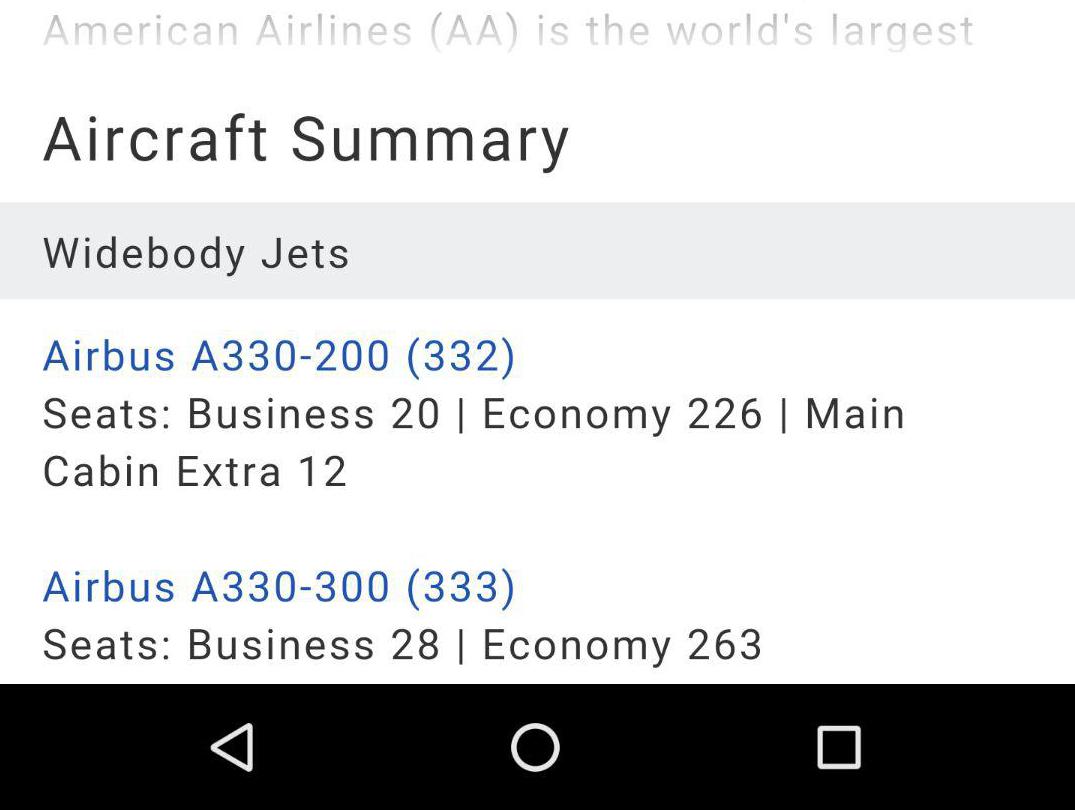 American Airlines (AA) is the world's largest
Aircraft Summary
Widebody Jets
Airbus A330-200 (332)
Seats: Business 20 | Economy 226 | Main
Cabin Extra 12
Airbus A330-300 (333)
Seats: Business 28 | Economy 263